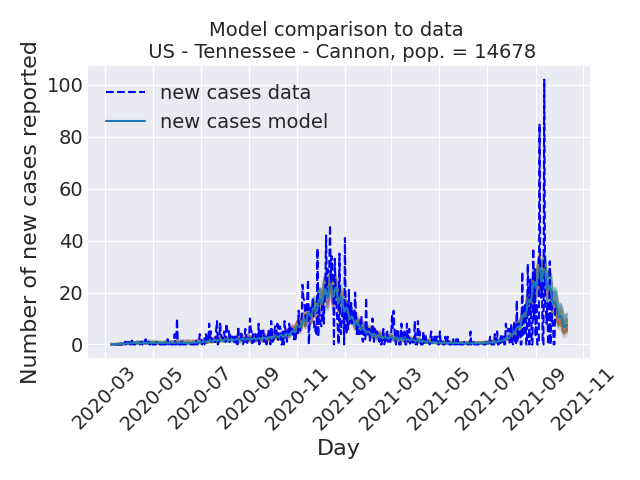 Model comparison to data
US - Tennessee - Cannon, pop. = 14678
Number of new cases reported
new cases data
new cases model
100
80
60
40
20
0
2020-03
2020-05
2020-07
2020-09
2020-11
2021-01
2021-03
2021-05
2021-07
2021-09
2021-11
Day